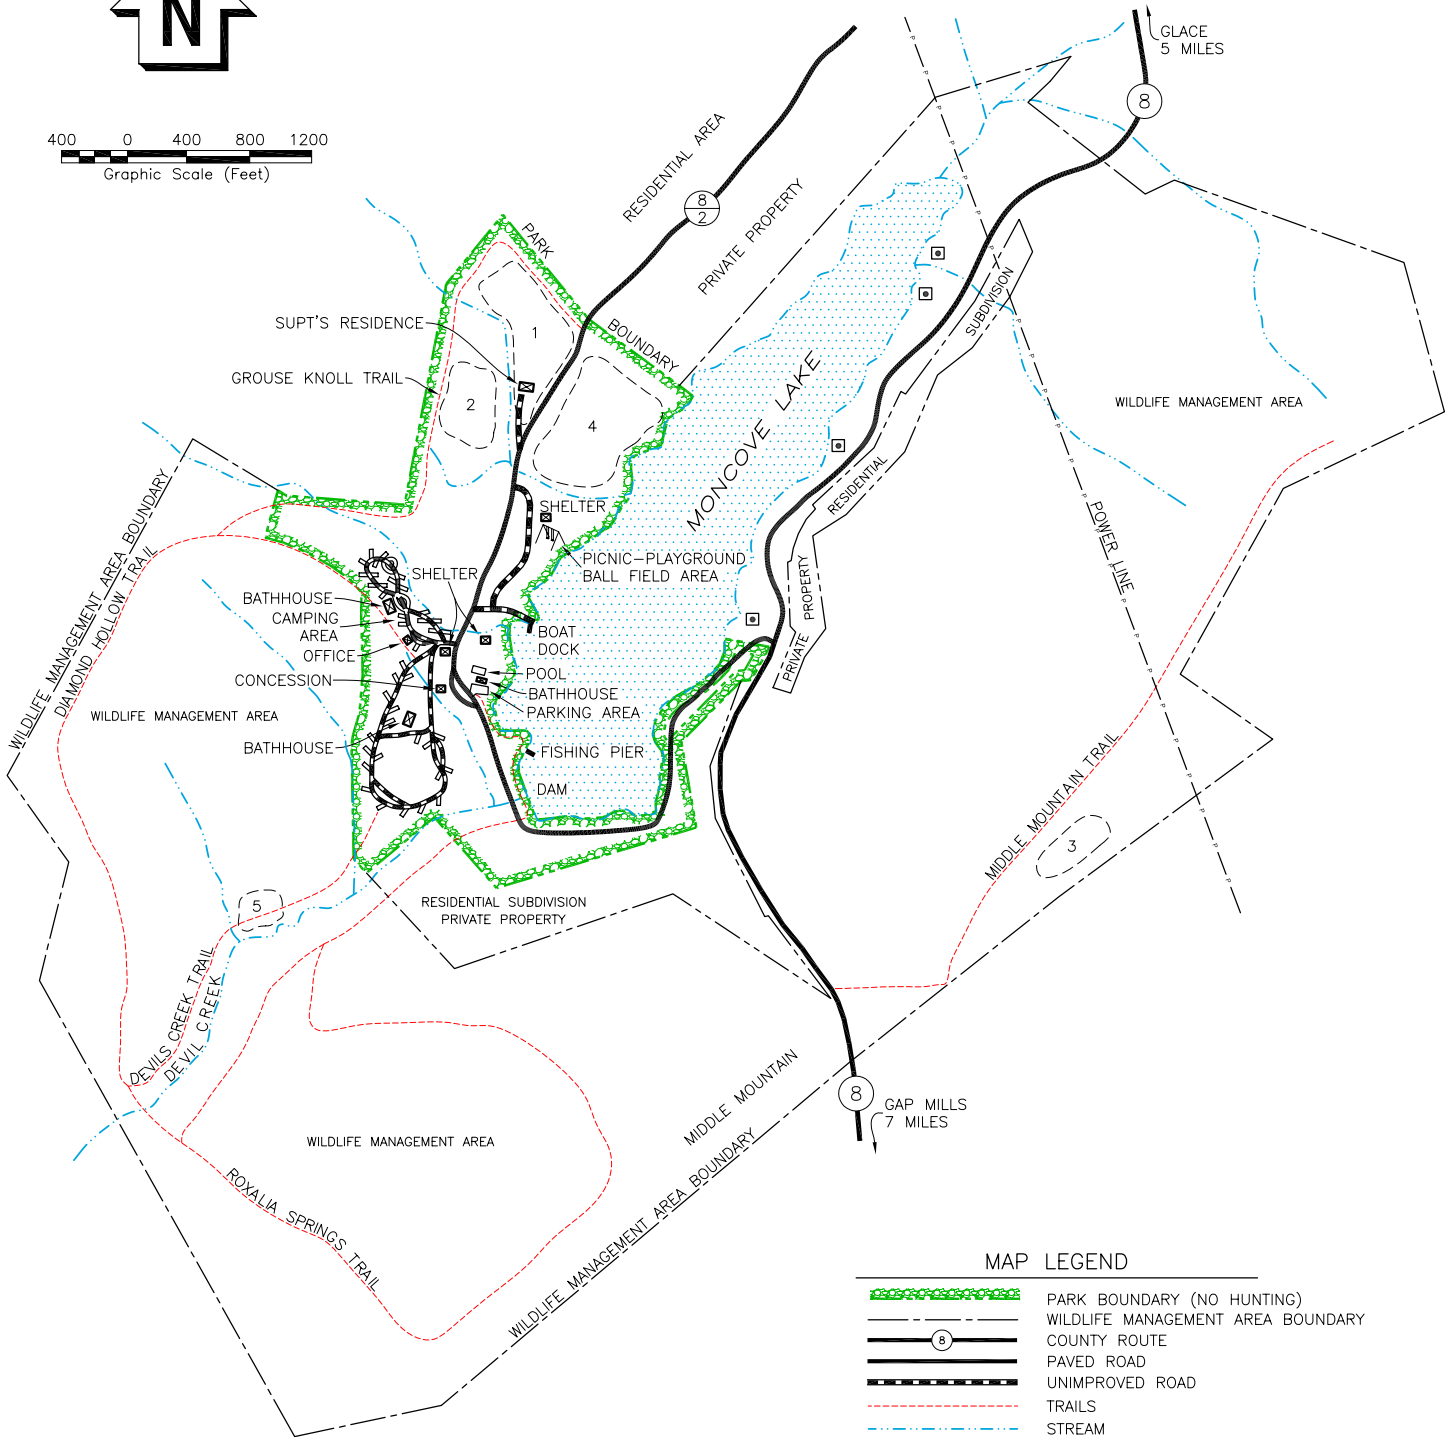 N
GLACE
5 MILES
8
400 0 400 800 1200
Graphic Scale (Feet)
RESIDENTIAL AREA
8
2
PRIVATE PROPERTY
PARK
BOUNDARY
SUPT'S RESIDENCE
1
GROUSE KNOLL TRAIL
2
4
MONCOVE LAKE
SUBDIVISION
RESIDENTIAL
WILDLIFE MANAGEMENT AREA
P P P P P P P P P P P P
POWER LINE
WILDLIFE MANAGEMENT AREA BOUNDARY
DIAMOND HOLLOW TRAIL
SHELTER
PICNIC-PLAYGROUND
BALL FIELD AREA
SHELTER
BATHHOUSE
CAMPING
AREA
OFFICE
BOAT
DOCK
PRIVATE PROPERTY
CONCESSION
POOL
BATHHOUSE
PARKING AREA
WILDLIFE MANAGEMENT AREA
BATHHOUSE
FISHING PIER
DAM
MIDDLE MOUNTAIN TRAIL
3
5
RESIDENTIAL SUBDIVISION
PRIVATE PROPERTY
DEVILS CREEK TRAIL
DEVIL CREEK
MIDDLE MOUNTAIN
8
GAP MILLS
7 MILES
WILDLIFE MANAGEMENT AREA
ROXALIA SPRINGS TRAIL
WILDLIFE MANAGEMENT AREA BOUNDARY
MAP LEGEND
PARK BOUNDARY (NO HUNTING)
WILDLIFE MANAGEMENT AREA BOUNDARY
8 COUNTY ROUTE
PAVED ROAD
UNIMPROVED ROAD
TRAILS
STREAM